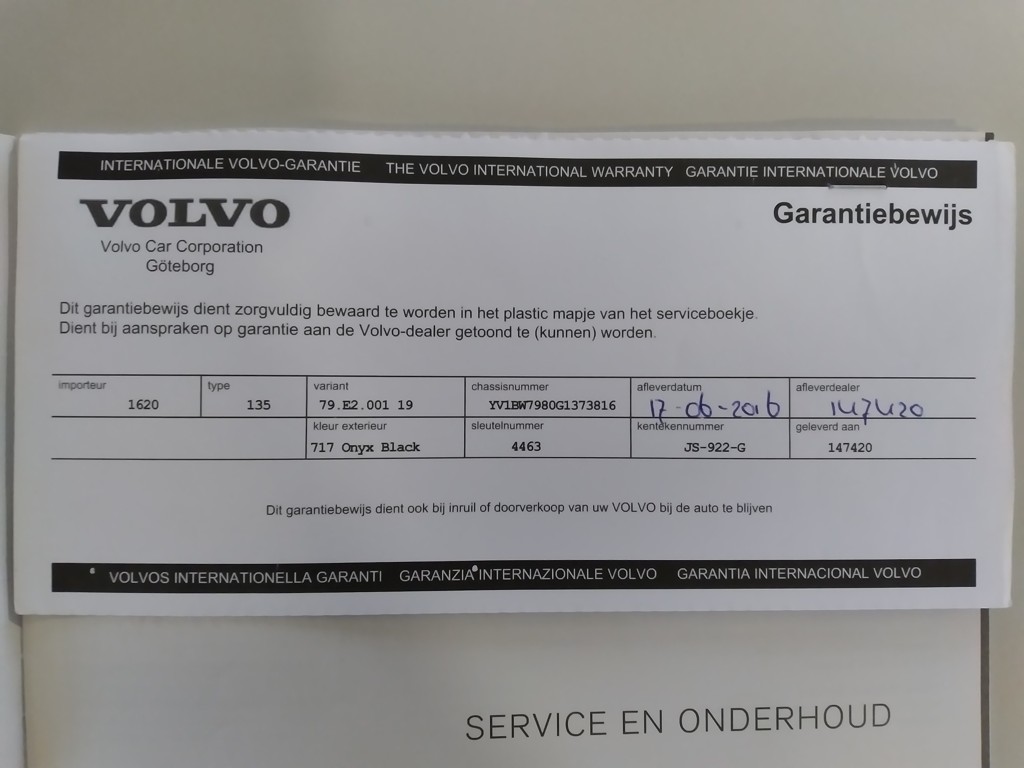 INTERNATIONALE VOLVO-GARANTIE THE VOLVO INTERNATIONAL WARRANTY GARANTIE INTERNATIONALE VOLVO
VOLVO
Garantiebewijs
Volvo Car Corporation
Göteborg
Dit garantiebewijs dient zorgvuldig bewaard te worden in het plastic mapje van het serviceboekje.
Dient bij aanspraken op garantie aan de Volvo-dealer getoond te (kunnen) worden.
importeur type variant chassisnummer afleverdatum afleverdealer
1620 135 79.E2.001 19 YV1BW7980G1373816 17-06-2016 147420
kleur exterieur sleutelnummer kentekennummer geleverd aan
717 Onyx Black 4463 JS-922-G 147420
Dit garantiebewijs dient ook bij inruil of doorverkoop van uw VOLVO bij de auto te blijven
VOLVOS INTERNATIONELLA GARANTI GARANZIA INTERNAZIONALE VOLVO GARANTIA INTERNACIONAL VOLVO
SERVICE EN ONDERHOUD